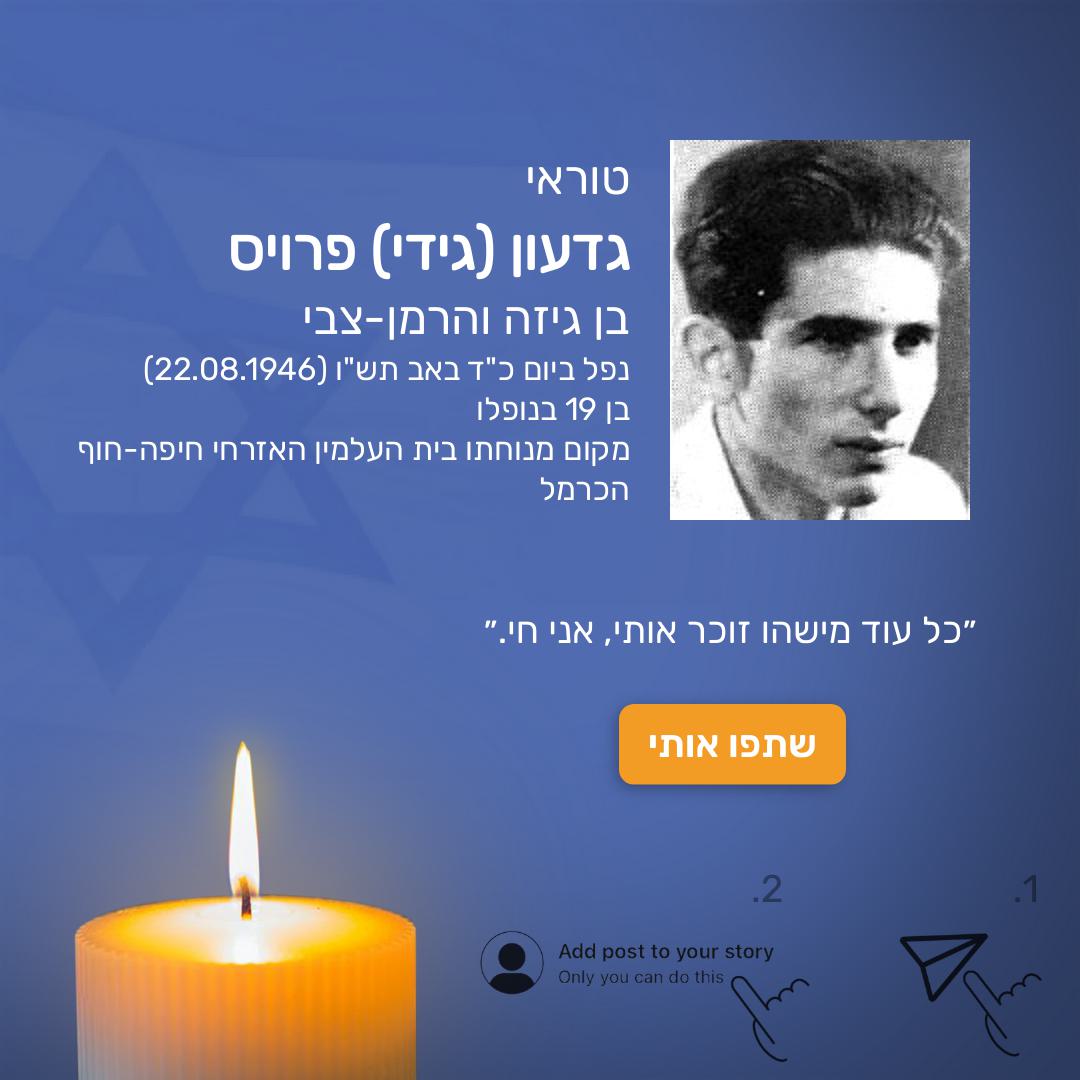 טוראי
גדעון (גידי) פרויס
בן גיזה והרמן-צבי
נפל ביום כ"ד באב תש"ו (22.08.1946)
בן 19 בנופלו
מקום מנוחתו בית העלמין האזרחי חיפה-חוף
הכרמל
״כל עוד מישהו זוכר אותי, אני חי.״
שתפו אותי
.1
.2
Add post to your story
Only you can do this